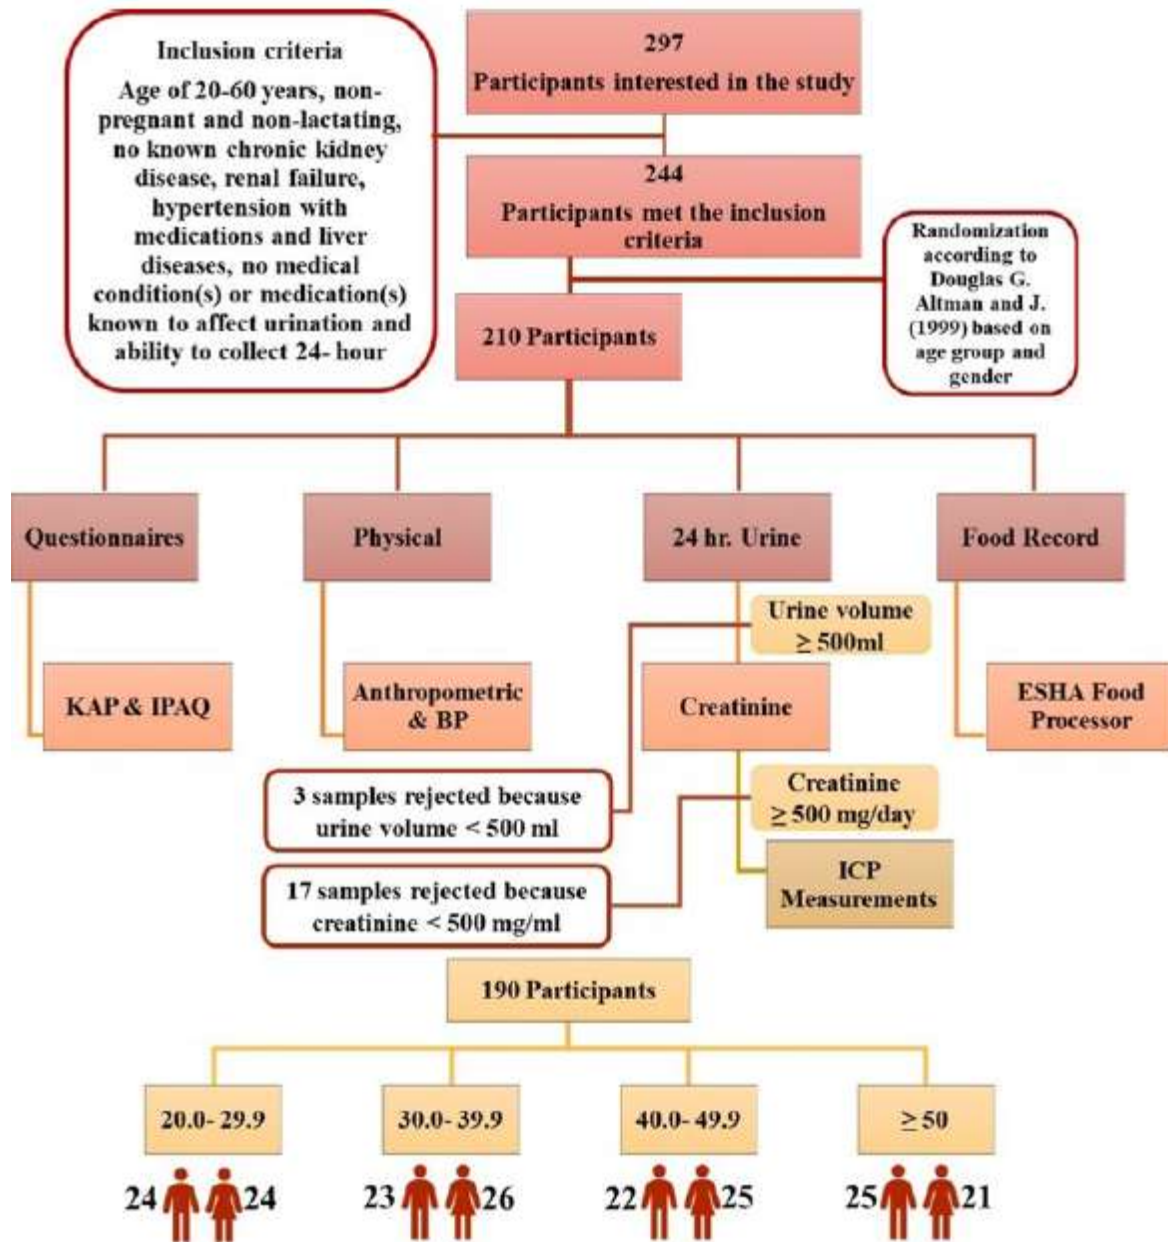 297
Participants interested in the study
Inclusion criteria
Age of 20-60 years, non-
pregnant and non-lactating,
no known chronic kidney
disease, renal failure,
hypertension with
medications and liver
diseases, no medical
condition(s) or medication(s)
known to affect urination and
ability to collect 24- hour
244
Participants met the inclusion
criteria
Randomization
according to
Douglas G.
Altman and J.
(1999) based on
age group and
gender
210 Participants
Questionnaires
Physical
24 hr. Urine
Food Record
Urine volume
≥ 500ml
KAP & IPAQ
Anthropometric
& BP
Creatinine
ESHA Food
Processor
3 samples rejected because
urine volume < 500 ml
Creatinine
≥ 500 mg/day
17 samples rejected because
creatinine < 500 mg/ml
ICP
Measurements
190 Participants
20.0- 29.9
30.0- 39.9
40.0- 49.9
≥ 50
24 24
23 26
22 25
25 21